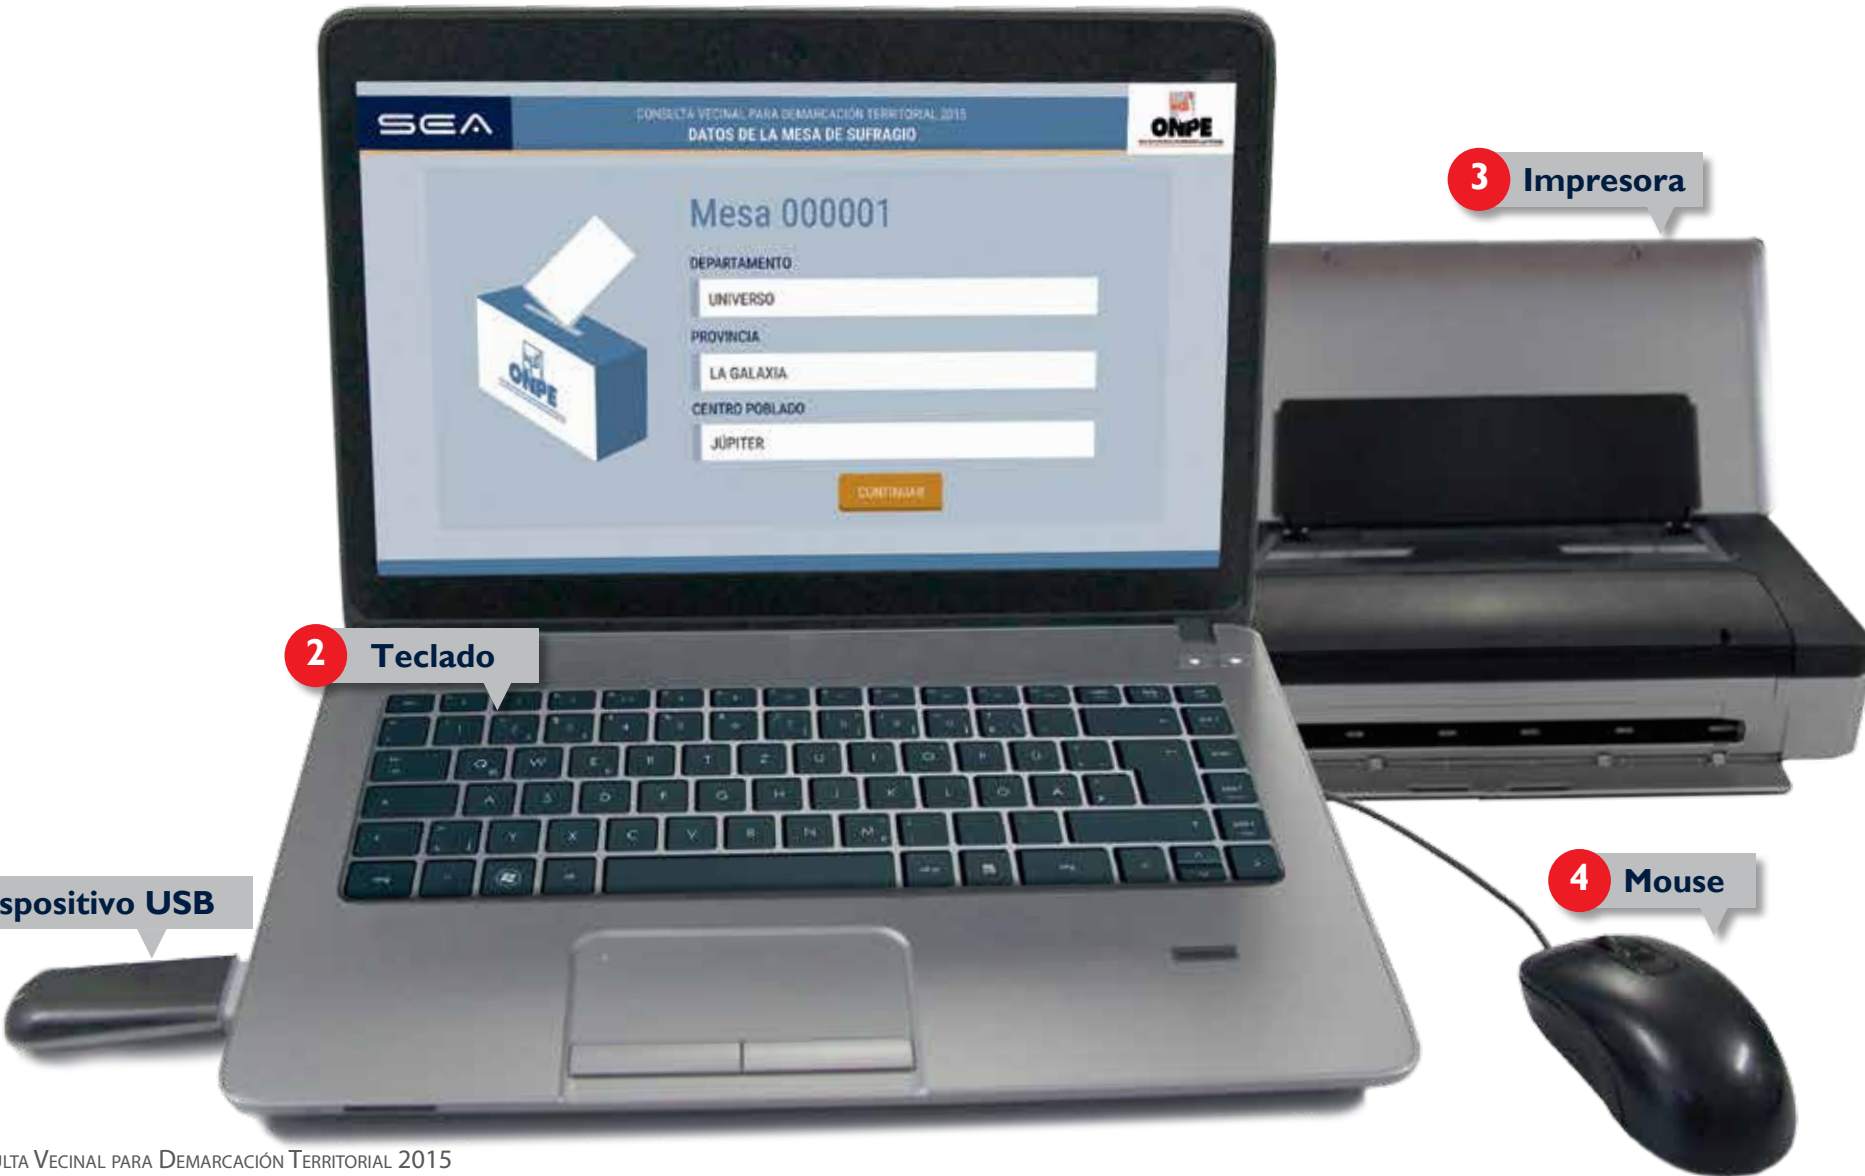 SEA
CONSULTA VECINAL PARA DEMARCACIÓN TERRITORIAL 2015
DATOS DE LA MESA DE SUFRAGIO
ONPE
Mesa 000001
DEPARTAMENTO
UNIVERSO
PROVINCIA
LA GALAXIA
CENTRO POBLADO
JÚPITER
CONTINUAR
ONPE
3 Impresora
2 Teclado
spositivo USB
4 Mouse
Q W E R T Z U I O P Ü
A S D F G H J K L Ö Ä
Y X C V B N M
ULTA VECINAL PARA DEMARCACIÓN TERRITORIAL 2015